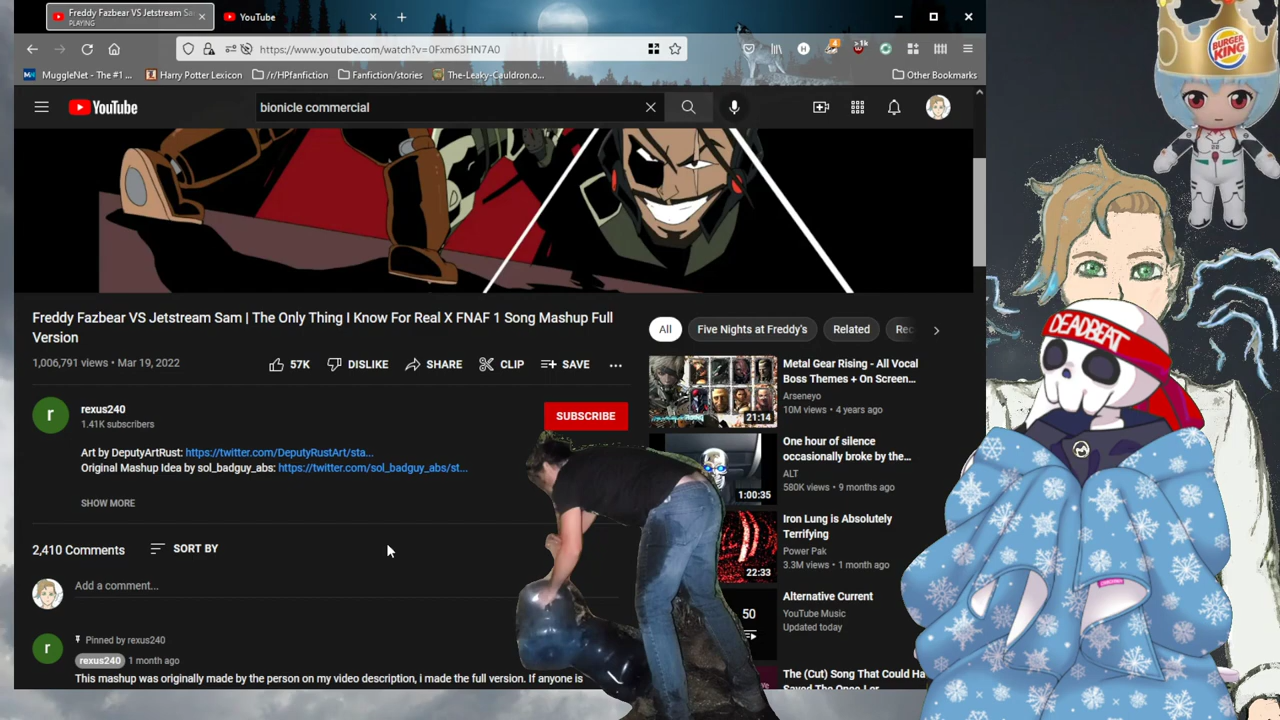 Freddy Fazbear VS Jetstream Sa
PLAYING
YouTube
https://www.youtube.com/watch?v=0Fxm63HN7A0
4
>1k
MuggleNet - The #1 ...
Harry Potter Lexicon
/r/HPfanfiction
Fanfiction/stories
The-Leaky-Cauldron.o...
Other Bookmarks
YouTube
bionicle commercial
Freddy Fazbear VS Jetstream Sam | The Only Thing I Know For Real X FNAF 1 Song Mashup Full
Version
1,006,791 views • Mar 19, 2022
57K
DISLIKE
SHARE
CLIP
SAVE
r
rexus240
1.41K subscribers
SUBSCRIBE
Art by DeputyArtRust: https://twitter.com/DeputyRustArt/sta...
Original Mashup Idea by sol_badguy_abs: https://twitter.com/sol_badguy_abs/st...
SHOW MORE
2,410 Comments
SORT BY
Add a comment...
r
Pinned by rexus240
rexus240
1 month ago
This mashup was originally made by the person on my video description, i made the full version. If anyone is
All
Five Nights at Freddy's
Related
Rec
Metal Gear Rising - All Vocal
Boss Themes + On Screen...
Arseneyo
10M views • 4 years ago
21:14
One hour of silence
occasionally broke by the...
ALT
580K views • 9 months ago
1:00:35
Iron Lung is Absolutely
Terrifying
Power Pak
3.3M views • 1 month ago
22:33
Alternative Current
YouTube Music
Updated today
50
The (Cut) Song That Could Ha
BURGER
KING
DEADBEAT